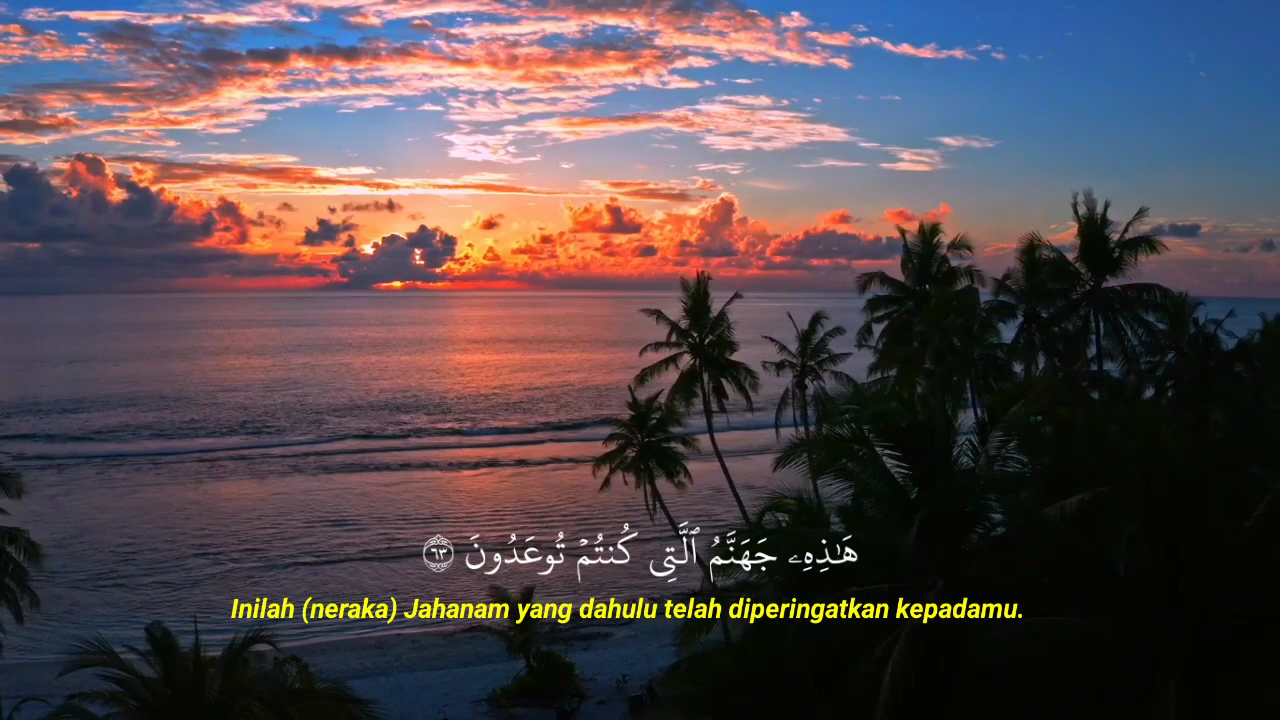 هَـٰذِهِۦ جَهَنَّمُ ٱلَّتِى كُنتُمْ تُوعَدُونَ ٦٣
Inilah (neraka) Jahanam yang dahulu telah diperingatkan kepadamu.